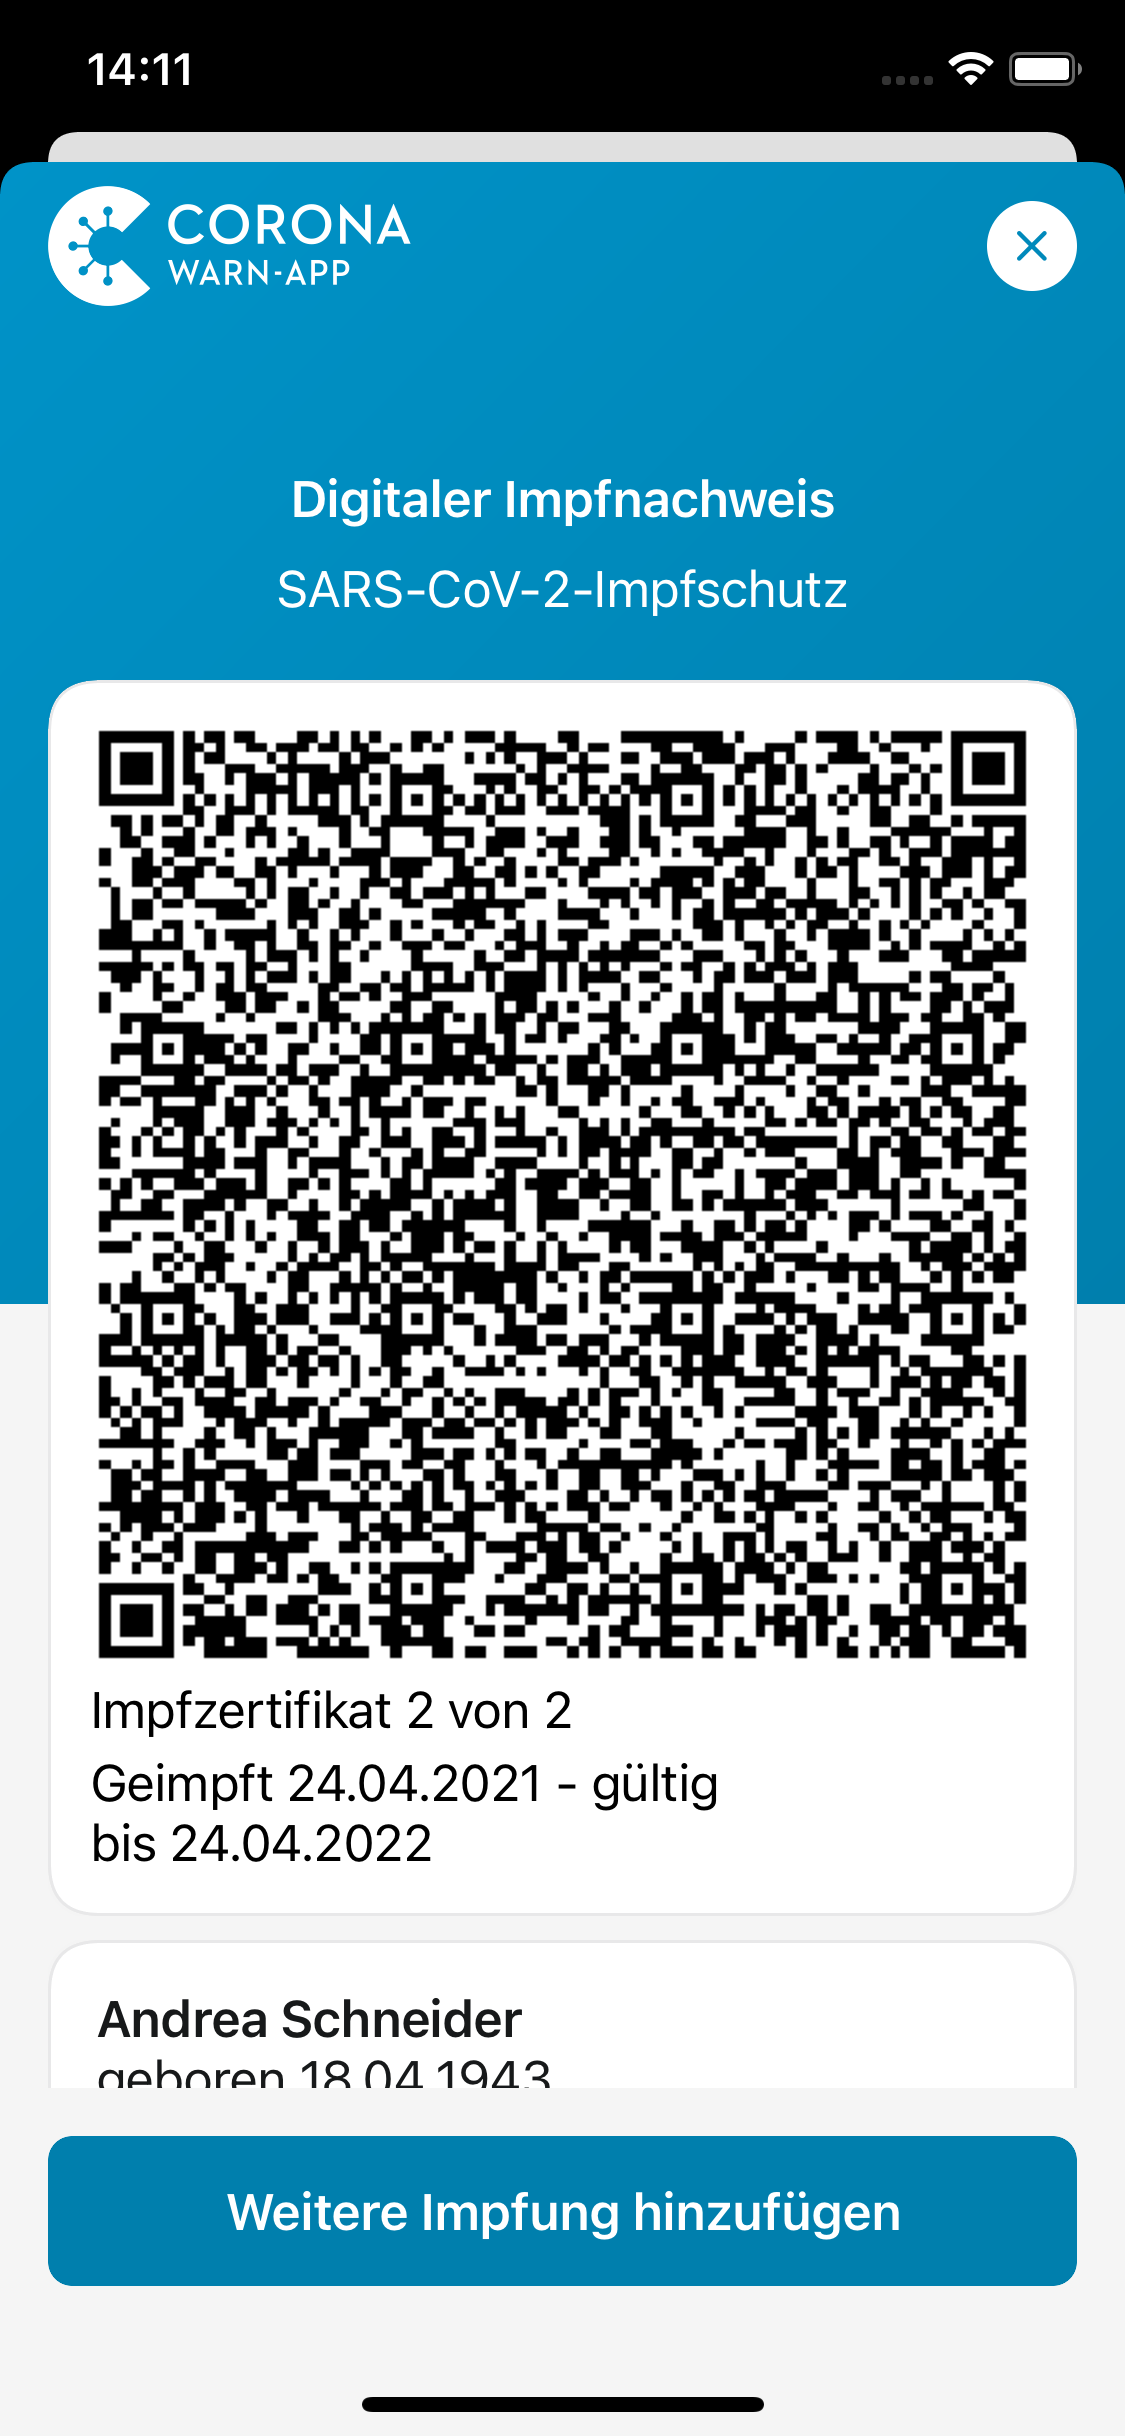 14:11
CORONA
WARN-APP
Digitaler Impfnachweis
SARS-CoV-2-Impfschutz
Impfzertifikat 2 von 2
Geimpft 24.04.2021 - gültig
bis 24.04.2022
Andrea Schneider
geboren 18.04.1943
Weitere Impfung hinzufügen